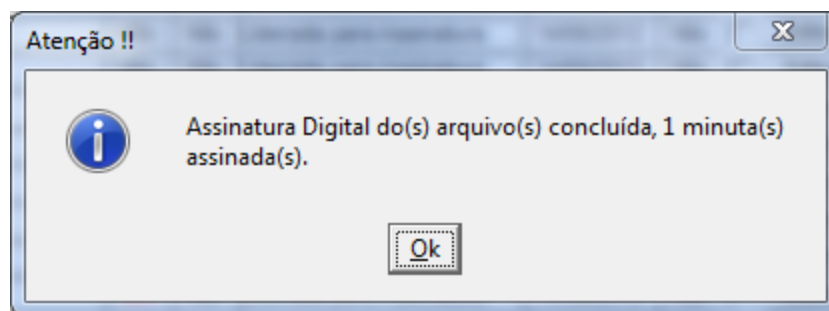 Atenção !!
Assinatura Digital do(s) arquivo(s) concluída, 1 minuta(s)
assinada(s).
Ok